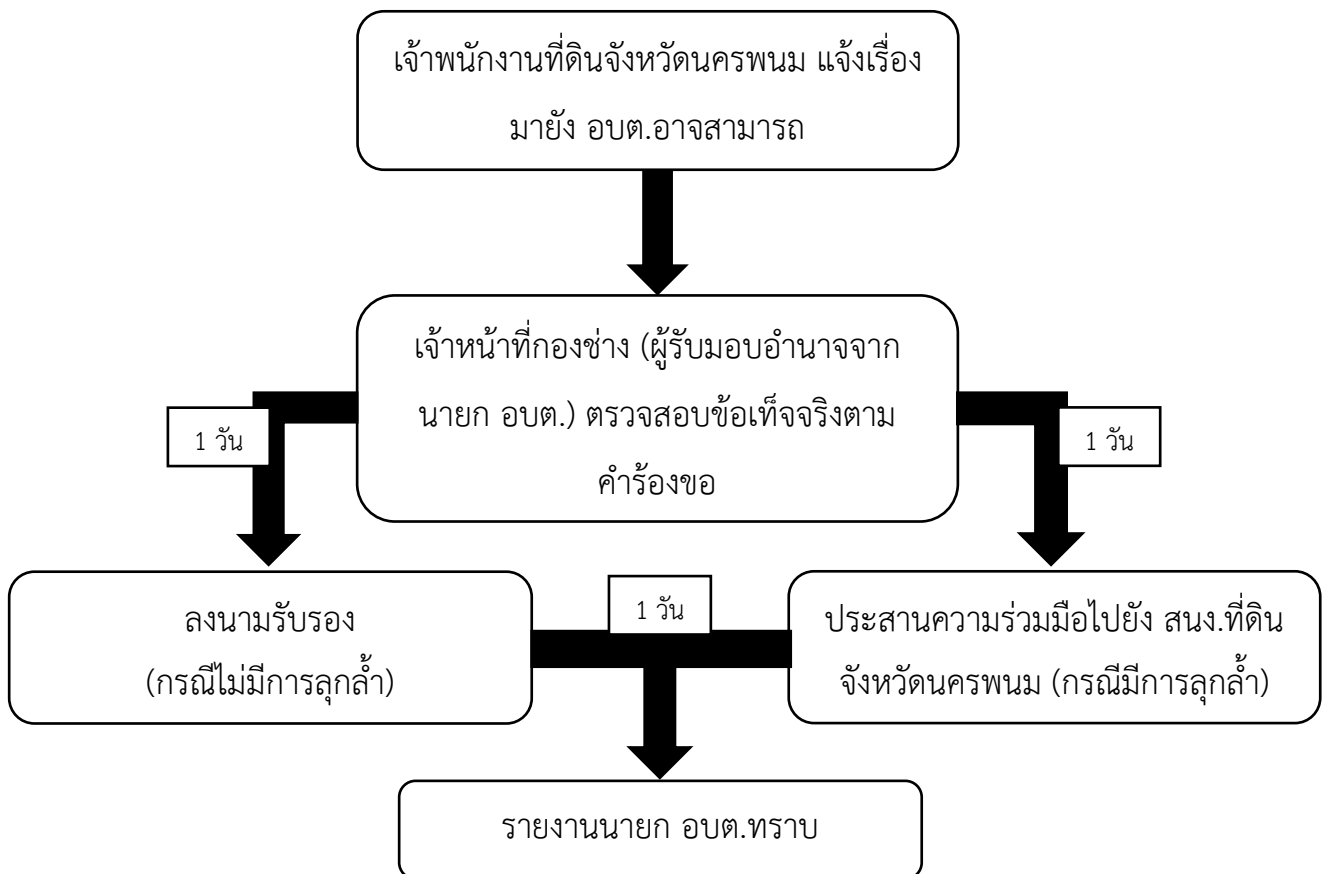 เจ้าพนักงานที่ดินจังหวัดนครพนม แจ้งเรื่อง
มายัง อบต.อาจสามารถ
เจ้าหน้าที่กองช่าง (ผู้รับมอบอำนาจจาก
นายก อบต.) ตรวจสอบข้อเท็จจริงตาม
คำร้องขอ
1 วัน
1 วัน
ลงนามรับรอง
(กรณีไม่มีการลุกล้ำ)
1 วัน
ประสานความร่วมมือไปยัง สนง.ที่ดิน
จังหวัดนครพนม (กรณีมีการลุกล้ำ)
รายงานนายก อบต.ทราบ